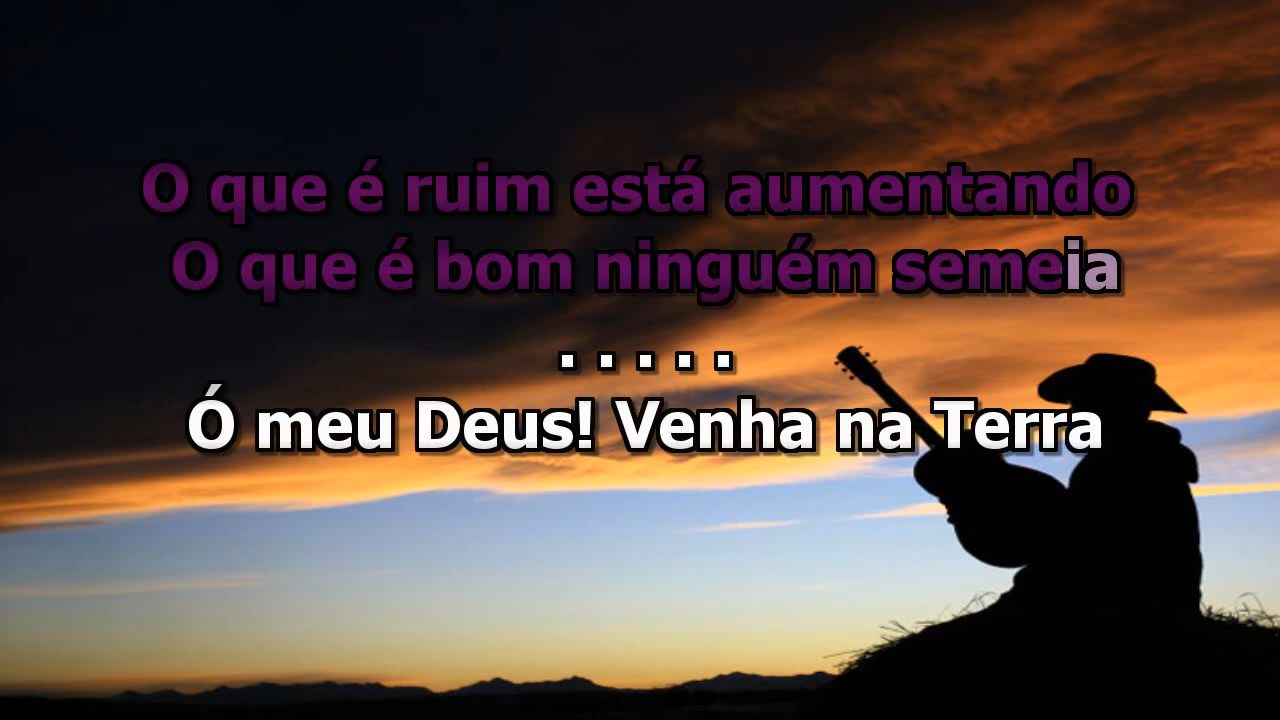 O que é ruim está aumentando
O que é bom ninguém semeia
. . . . .
Ó meu Deus! Venha na Terra